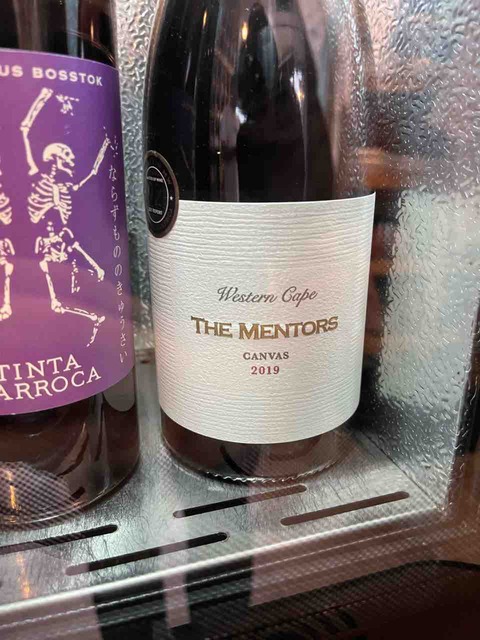 US BOSSTOK
ならずもののきゅうさい
TINTA
ARROCA
Western Cape
THE MENTORS
CANVAS
2019